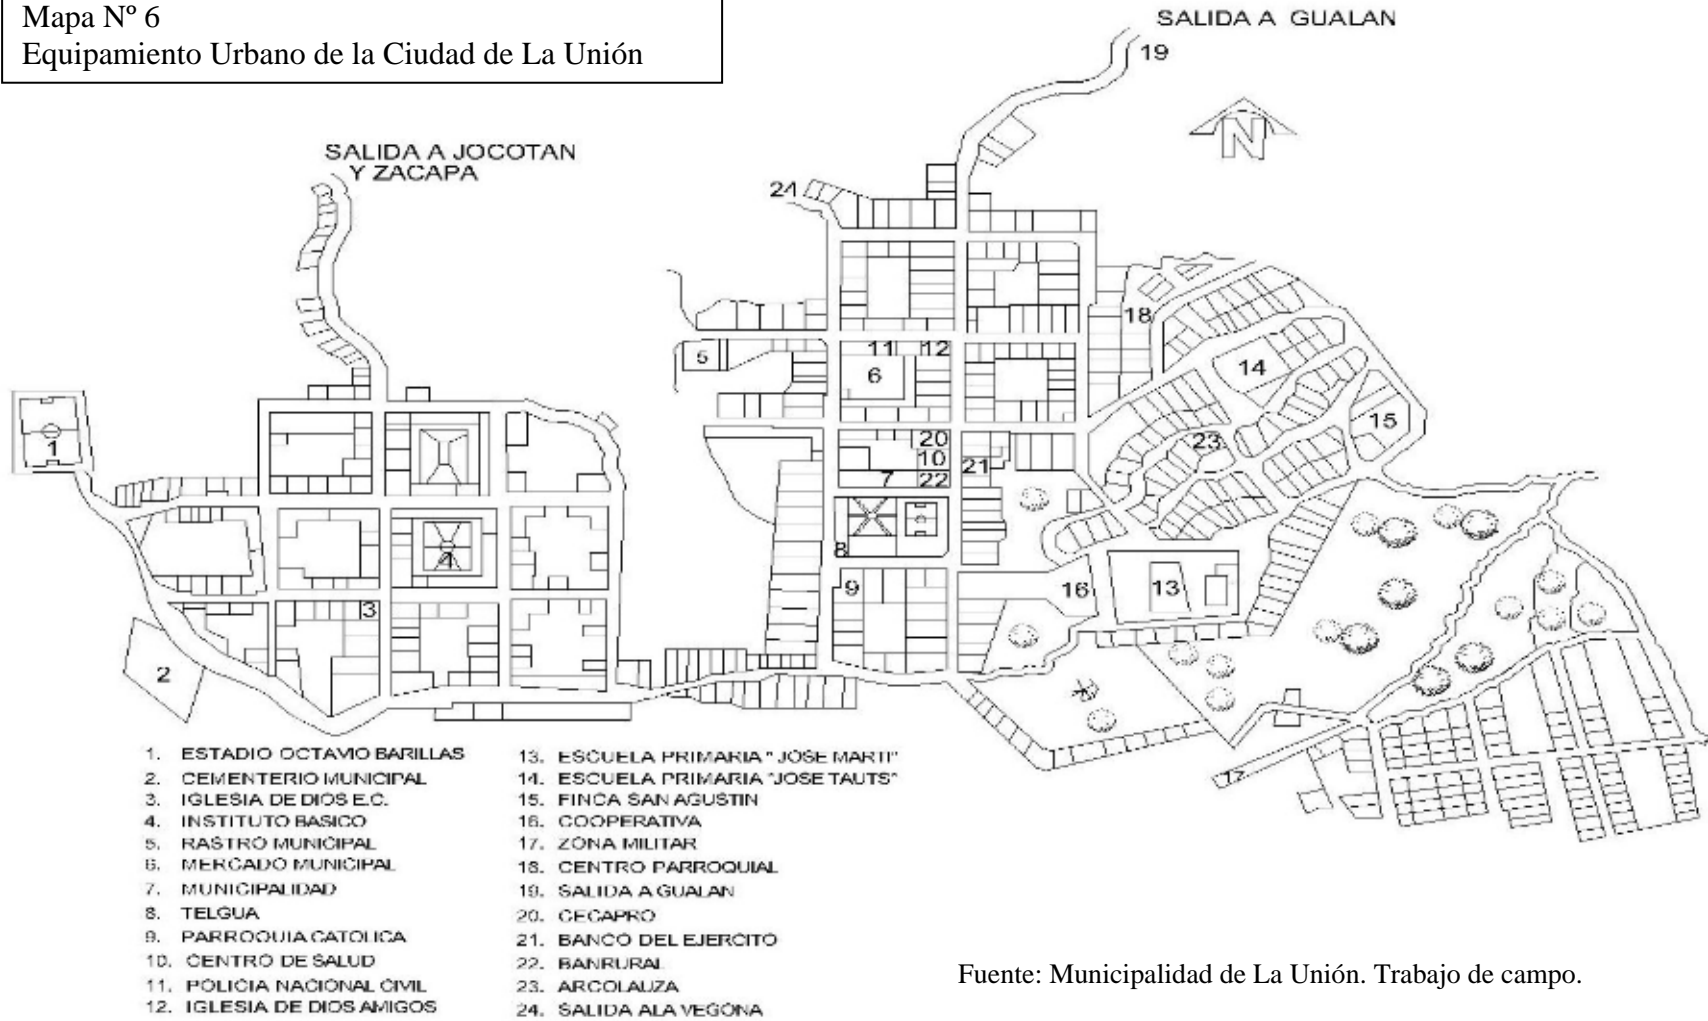 Mapa Nº 6
Equipamiento Urbano de la Ciudad de La Unión
SALIDA A GUALAN
19
N
SALIDA A JOCOTAN
Y ZACAPA
24
18
5
11
12
6
14
15
1
20
23
10
21
7
22
8
4
9
16
13
3
2
17
1. ESTADIO OCTAVIO BARILLAS
2. CEMENTERIO MUNICIPAL
3. IGLESIA DE DIOS E.C.
4. INSTITUTO BASICO
5. RASTRO MUNICIPAL
6. MERCADO MUNICIPAL
7. MUNICIPALIDAD
8. TELGUA
9. PARROQUIA CATOLICA
10. CENTRO DE SALUD
11. POLICIA NACIONAL CIVIL
12. IGLESIA DE DIOS AMIGOS
13. ESCUELA PRIMARIA "JOSE MARTI"
14. ESCUELA PRIMARIA "JOSE TAUTS"
15. FINCA SAN AGUSTIN
16. COOPERATIVA
17. ZONA MILITAR
18. CENTRO PARROQUIAL
19. SALIDA A GUALAN
20. CECAPRO
21. BANCO DEL EJERCITO
22. BANRURAL
23. ARCOLAUZA
24. SALIDA ALA VEGONA
Fuente: Municipalidad de La Unión. Trabajo de campo.